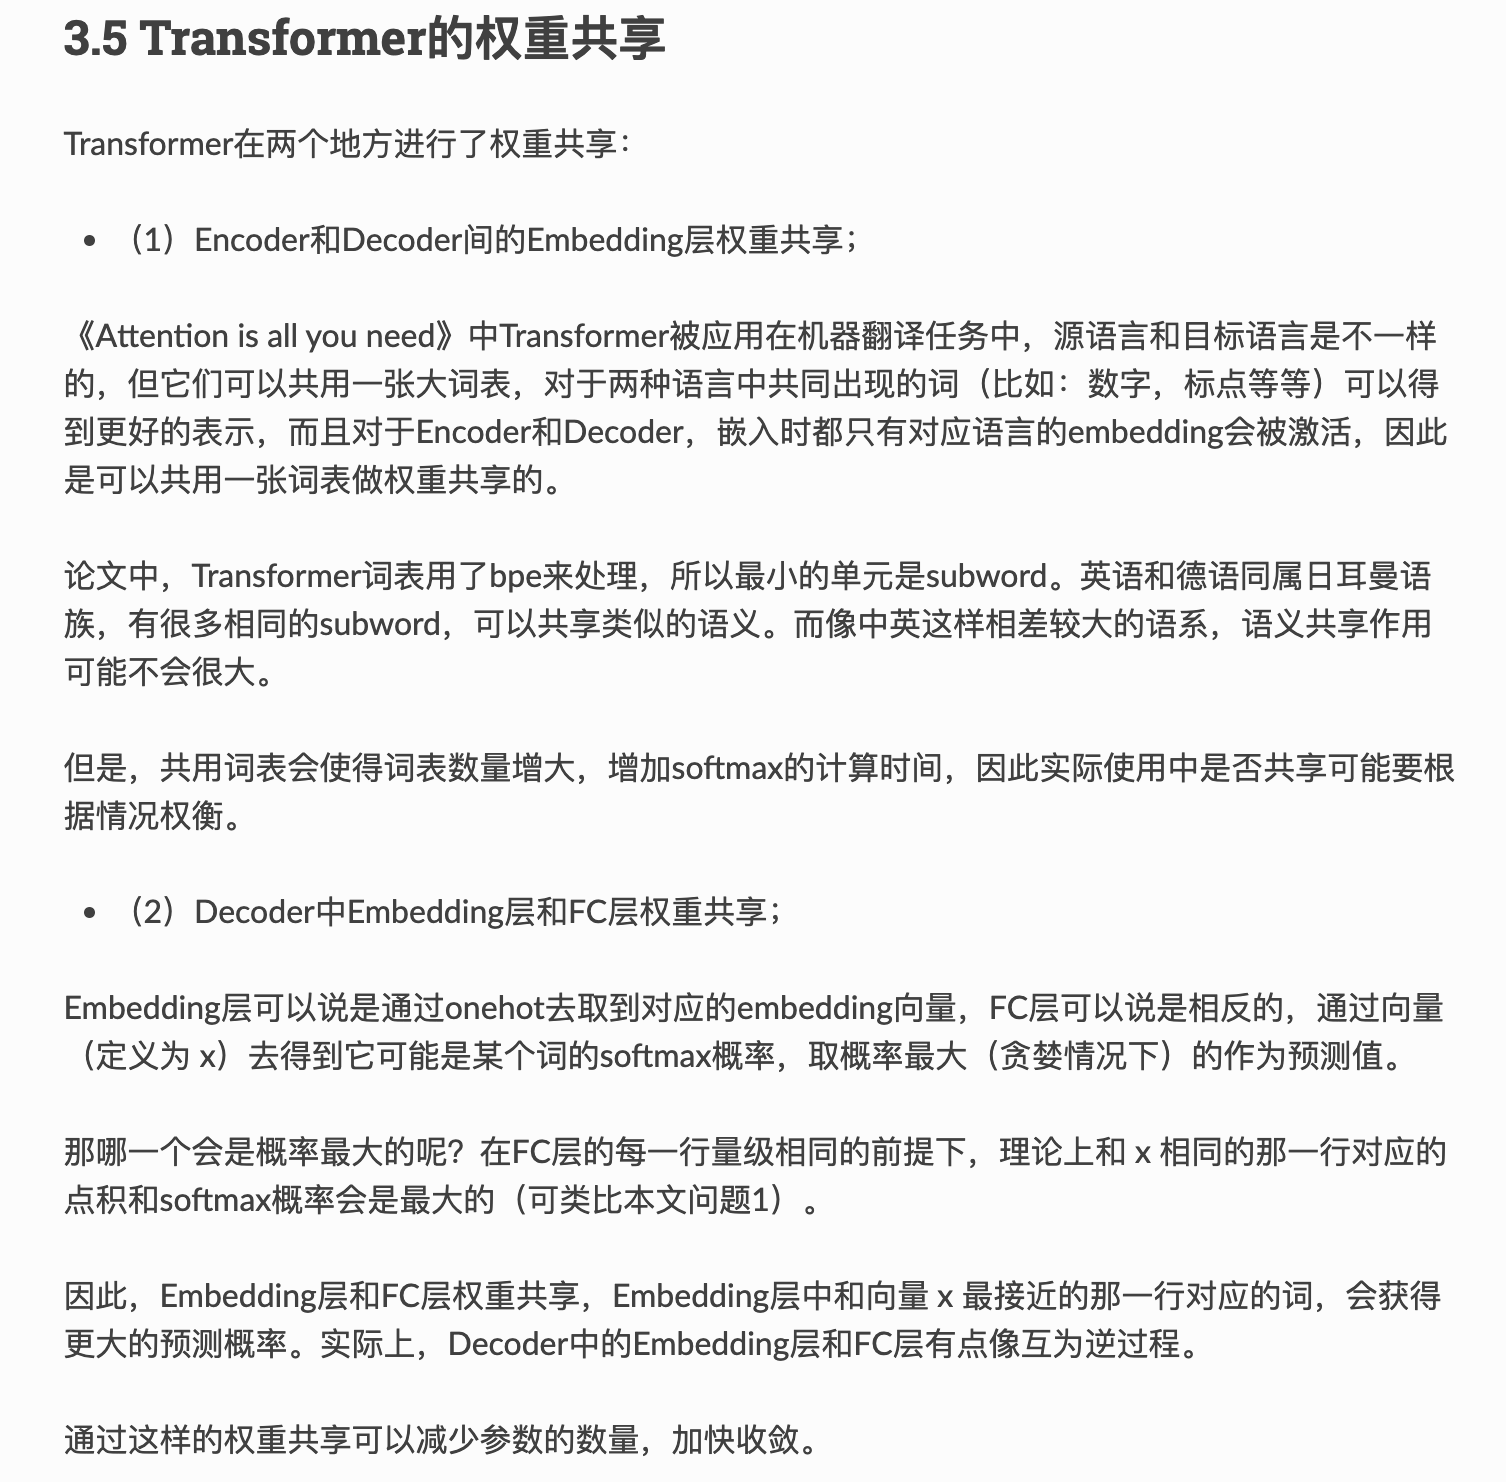 3.5 Transformer的权重共享
Transformer在两个地方进行了权重共享：
• （1）Encoder和Decoder间的Embedding层权重共享；
《Attention is all you need》中Transformer被应用在机器翻译任务中，源语言和目标语言是不一样
的，但它们可以共用一张大词表，对于两种语言中共同出现的词（比如：数字，标点等等）可以得
到更好的表示，而且对于Encoder和Decoder，嵌入时都只有对应语言的embedding会被激活，因此
是可以共用一张词表做权重共享的。
论文中，Transformer词表用了bpe来处理，所以最小的单元是subword。英语和德语同属日耳曼语
族，有很多相同的subword，可以共享类似的语义。而像中英这样相差较大的语系，语义共享作用
可能不会很大。
但是，共用词表会使得词表数量增大，增加softmax的计算时间，因此实际使用中是否共享可能要根
据情况权衡。
• （2）Decoder中Embedding层和FC层权重共享；
Embedding层可以说是通过onehot去取到对应的embedding向量，FC层可以说是相反的，通过向量
（定义为 x）去得到它可能是某个词的softmax概率，取概率最大（贪婪情况下）的作为预测值。
那哪一个会是概率最大的呢？在FC层的每一行量级相同的前提下，理论上和 x 相同的那一行对应的
点积和softmax概率会是最大的（可类比本文问题1）。
因此，Embedding层和FC层权重共享，Embedding层中和向量 x 最接近的那一行对应的词，会获得
更大的预测概率。实际上，Decoder中的Embedding层和FC层有点像互为逆过程。
通过这样的权重共享可以减少参数的数量，加快收敛。